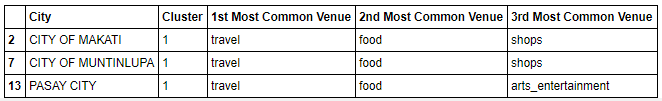 City Cluster 1st Most Common Venue 2nd Most Common Venue 3rd Most Common Venue
2 CITY OF MAKATI 1 travel food shops
7 CITY OF MUNTINLUPA 1 travel food shops
13 PASAY CITY 1 travel food arts_entertainment